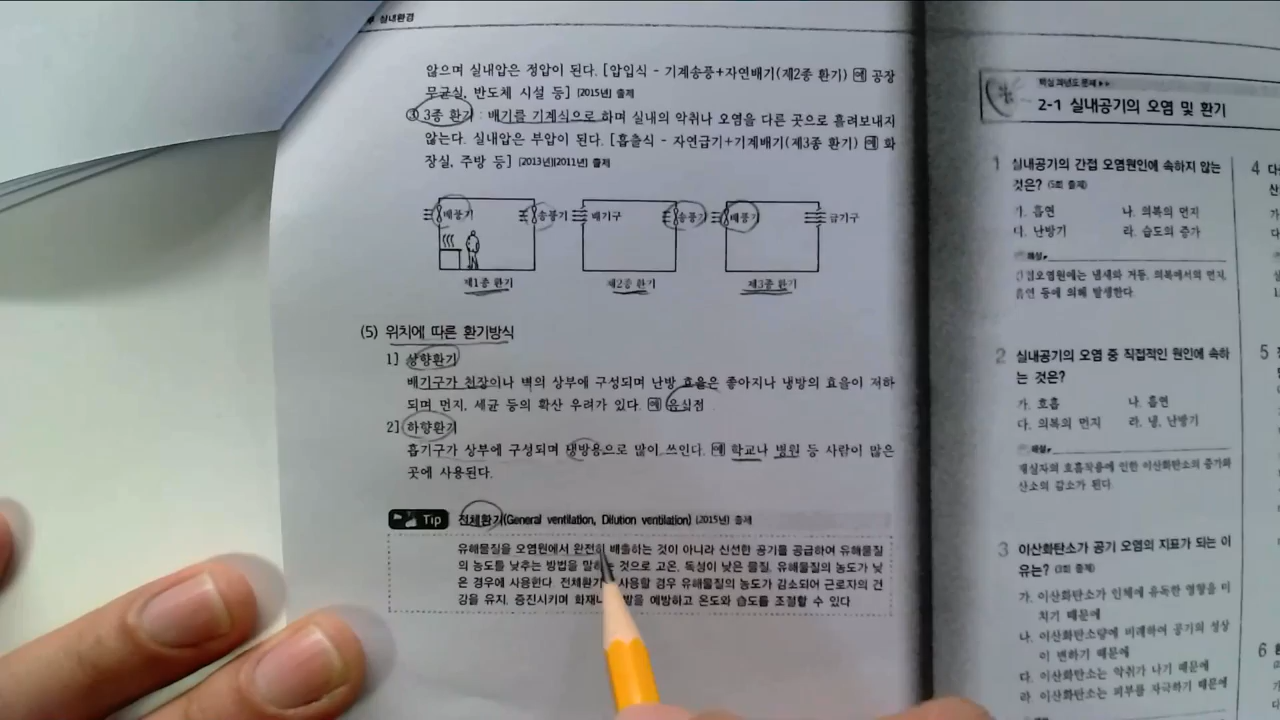 실내환경
않으며 실내압은 정압이 된다. [압입식 - 기계송풍+자연배기(제2종 환기) 예 공장
무균실, 반도체 시설 등] [2015년] 출제
③ 3종 환기 : 배기를 기계식으로 하며 실내의 악취나 오염을 다른 곳으로 흘려보내지
않는다. 실내압은 부압이 된다. [흡출식 - 자연급기+기계배기(제3종 환기) 예 화
장실, 주방 등] [2013년][2011년] 출제
배풍기 송풍기 배기구 송풍기 배풍기 급기구
제1종 환기 제2종 환기 제3종 환기
(5) 위치에 따른 환기방식
1] 상향환기
배기구가 천장이나 벽의 상부에 구성되며 난방 효율은 좋아지나 냉방의 효율이 저하
되며 먼지, 세균 등의 확산 우려가 있다. 예 음식점
2] 하향환기
흡기구가 상부에 구성되며 냉방용으로 많이 쓰인다. 예 학교나 병원 등 사람이 많은
곳에 사용된다.
Tip 전체환기(General ventilation, Dilution ventilation) [2015년] 출제
유해물질을 오염원에서 완전히 배출하는 것이 아니라 신선한 공기를 공급하여 유해물질
의 농도를 낮추는 방법을 말하는 것으로 고온, 독성이 낮은 물질, 유해물질의 농도가 낮
은 경우에 사용한다. 전체환기 사용할 경우 유해물질의 농도가 감소되어 근로자의 건
강을 유지, 증진시키며 화재나 예방하고 온도와 습도를 조절할 수 있다
핵심 과년도 문제
2-1 실내공기의 오염 및 환기
1 실내공기의 간접 오염원인에 속하지 않는
것은? (5회 출제)
가. 흡연 나. 의복의 먼지
다. 난방기 라. 습도의 증가
해설
간접오염원에는 냄새와 거동, 의복에서의 먼지,
흡연 등에 의해 발생한다.
2 실내공기의 오염 중 직접적인 원인에 속하
는 것은?
가. 호흡 나. 흡연
다. 의복의 먼지 라. 냉, 난방기
해설
재실자의 호흡작용에 인한 이산화탄소의 증가와
산소의 감소가 된다.
3 이산화탄소가 공기 오염의 지표가 되는 이
유는? (3회 출제)
가. 이산화탄소가 인체에 유독한 영향을 미
치기 때문에
나. 이산화탄소량에 비례하여 공기의 성상
이 변하기 때문에
다. 이산화탄소는 악취가 나기 때문에
라. 이산화탄소는 피부를 자극하기 때문에
4
5
6